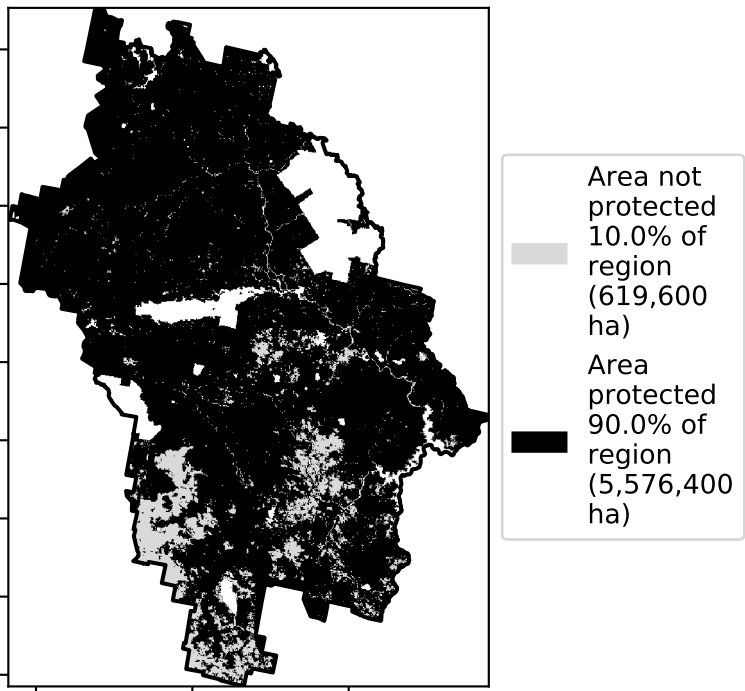 Area not
protected
10.0% of
region
(619,600
ha)
Area
protected
90.0% of
region
(5,576,400
ha)